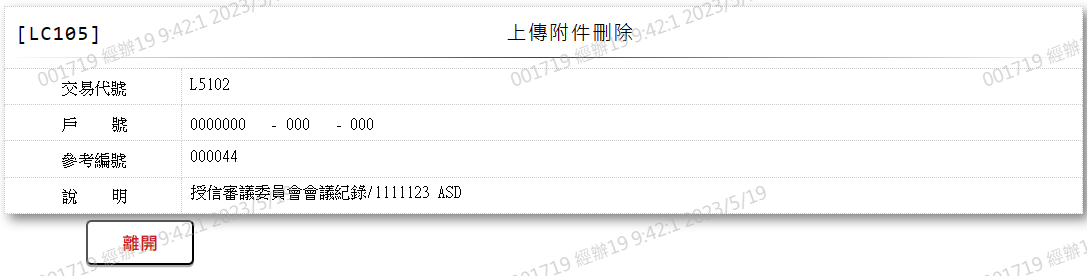 [LC105] 上傳附件刪除
交易代號 L5102
戶 號 0000000 - 000 - 000
參考編號 000044
說 明 授信審議委員會會議紀錄/1111123 ASD
離開
001719 經辦19 9:42:1 2023/5/19